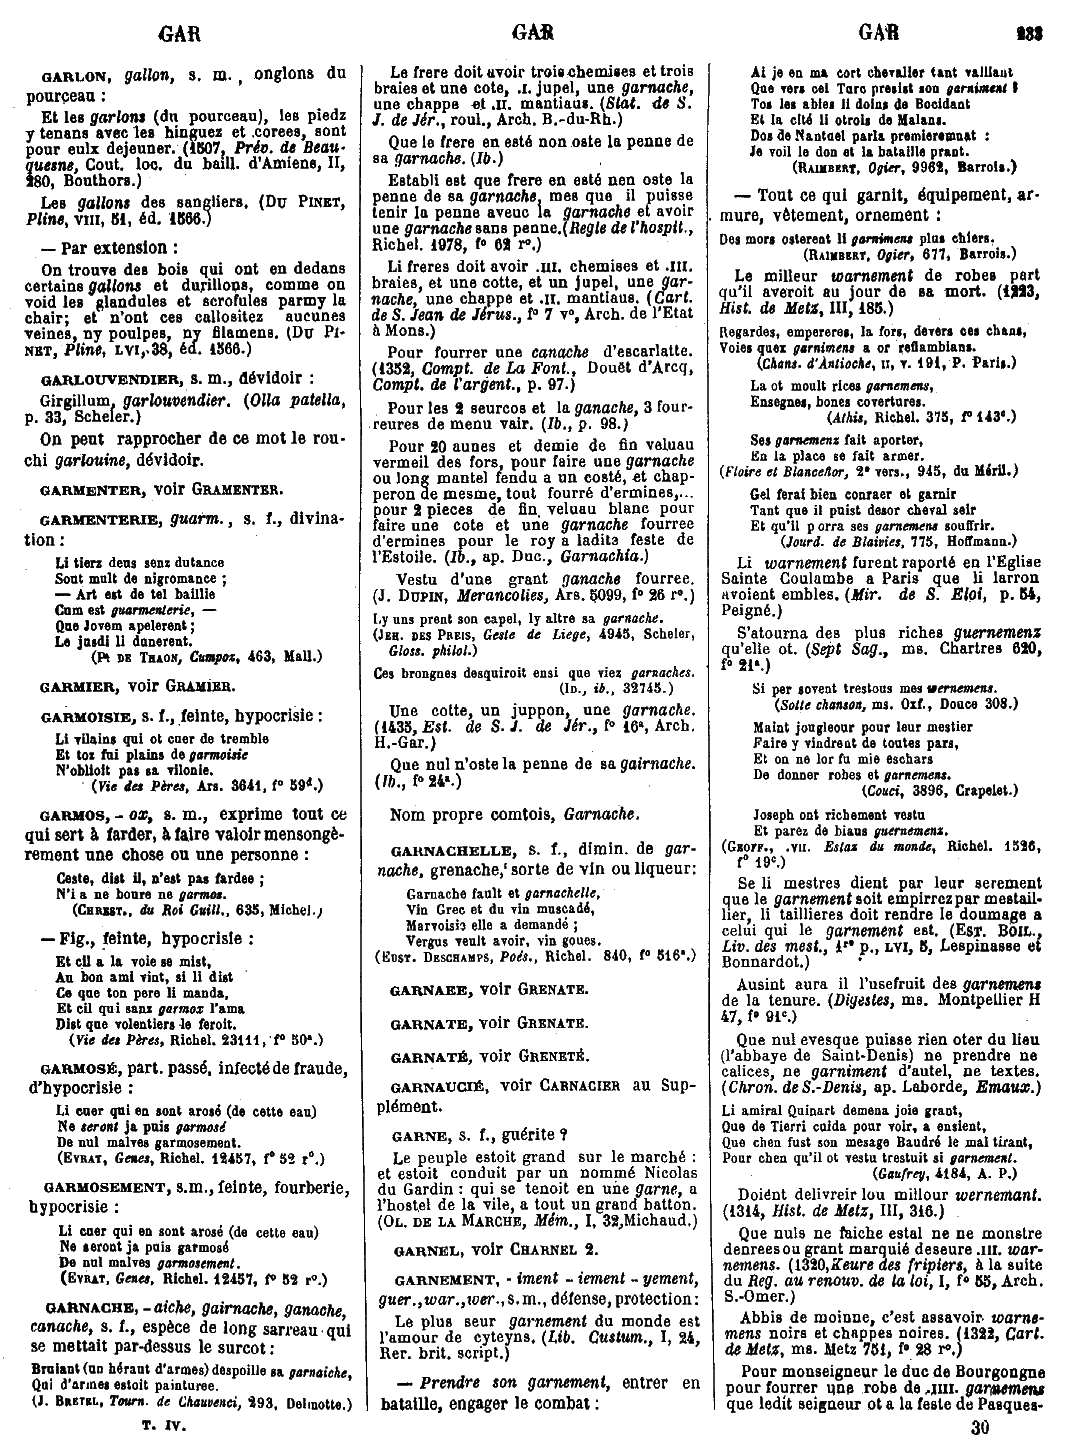 GAR
GAR
GAR
233
GARLON, gallon, s. m., onglons du
pourceau :
Et les garlons (du pourceau), les piedz
y tenans avec les hinguez et corees, sont
pour eulx dejeuner. (1507, Prév. de Beau-
quesne, Cout. loc. du baill. d'Amiens, II,
280, Bouthors.)
Les gallons des sangliers. (DU PINET,
Pline, VIII, 51, éd. 1566.)
— Par extension :
On trouve des bois qui ont en dedans
certains gallons et durillons, comme on
void les glandules et scrofules parmy la
chair; et n'ont ces callositez aucunes
veines, ny poulpes, ny filamens. (DU PI-
NET, Pline, LVI, 38, éd. 1566.)
GARLOUVENDIER, s. m., dévidoir :
Girgillum, garlouvendier. (Olla patella,
p. 33, Scheler.)
On peut rapprocher de ce mot le rou-
chi garlouine, dévidoir.
GARMENTER, voir GRAMENTER.
GARMENTERIE, guarm., s. f., divina-
tion :
Li tierz deus senz dutance
Sout mult de nigromance ;
— Art est de tel baillie
Cum est guarmenterie, —
Que Jovem apelerent ;
Le jusdi li dunerent.
(Ph DE THAON, Cumpoz, 463, Mall.)
GARMIER, voir GRAMIER.
GARMOISIE, s. f., feinte, hypocrisie :
Li vilains qui ot cuer de tremble
Et toz fui plains de garmoisie
N'oblioit pas sa vilonie.
(Vie des Pères, Ars. 3641, f° 59d.)
GARMOS, - ox, s. m., exprime tout ce
qui sert à farder, à faire valoir mensongè-
rement une chose ou une personne :
Ceste, dist il, n'est pas fardee ;
N'i a ne boure ne garmos.
(CHREST., du Roi Guill., 635, Michel.)
— Fig., feinte, hypocrisie :
Et cil a la voie se mist,
Au bon ami vint, si li dist
Ce que ton pere li manda,
Et cil qui sanz garmox l'ama
Dist que volentiers le feroit.
(Vie des Pères, Richel. 23111, f° 50a.)
GARMOSÉ, part. passé, infecté de fraude,
d'hypocrisie :
Li cuer qui en sont arosé (de cette eau)
Ne seront ja puis garmosé
De nul malves garmosement.
(EVRAT, Genes, Richel. 12457, f° 52 r°.)
GARMOSEMENT, s.m., feinte, fourberie,
hypocrisie :
Li cuer qui en sont arosé (de cette eau)
Ne seront ja puis garmosé
De nul malves garmosement.
(EVRAT, Genes, Richel. 12457, f° 52 r°.)
GARNACHE, - aiche, gairnache, ganache,
canache, s. f., espèce de long sarreau qui
se mettait par-dessus le surcot :
Bruiant (un héraut d'armes) despoille sa garnaiche,
Qui d'armes estoit painturee.
(J. BRETEL, Tourn. de Chauvenci, 293, Delmotte.)
T. IV.
Le frere doit avoir trois chemises et trois
braies et une cote, .I. jupel, une garnache,
une chappe et .II. mantiaus. (Stat. de S.
J. de Jér., roul., Arch. B.-du-Rh.)
Que le frere en esté non oste la penne de
sa garnache. (Ib.)
Establi est que frere en esté nen oste la
penne de sa garnache, mes que il puisse
tenir la penne aveuc la garnache et avoir
une garnache sans penne. (Regle de l'hospit.,
Richel. 1978, f° 62 r°.)
Li freres doit avoir .III. chemises et .III.
braies, et une cotte, et un jupel, une gar-
nache, une chappe et .II. mantiaus. (Cart.
de S. Jean de Jérus., f° 7 v°, Arch. de l'Etat
à Mons.)
Pour fourrer une canache d'escarlatte.
(1352, Compt. de La Font., Douët d'Arcq,
Compt. de l'argent., p. 97.)
Pour les 2 seurcos et la ganache, 3 four-
reures de menu vair. (Ib., p. 98.)
Pour 20 aunes et demie de fin veluau
vermeil des fors, pour faire une garnache
ou long mantel fendu a un costé, et chap-
peron de mesme, tout fourré d'ermines,...
pour 2 pieces de fin veluau blanc pour
faire une cote et une garnache fourree
d'ermines pour le roy a ladite feste de
l'Estoile. (Ib., ap. Duc., Garnachia.)
Vestu d'une grant ganache fourree.
(J. DUPIN, Merancolies, Ars. 5099, f° 26 r°.)
Ly uns prent son capel, ly altre sa garnache.
(JEH. DES PREIS, Geste de Liege, 4945, Scheler,
Gloss. philol.)
Ces brongnes desquiroit ensi que viez garnaches.
(ID., ib., 32745.)
Une cotte, un juppon, une garnache.
(1435, Est. de S. J. de Jér., f° 16a, Arch.
H.-Gar.)
Que nul n'oste la penne de sa gairnache.
(Ib., f° 24a.)
Nom propre comtois, Garnache.
GARNACHELLE, s. f., dimin. de gar-
nache, grenache, sorte de vin ou liqueur:
Garnache fault et garnachelle,
Vin Grec et du vin muscadé,
Marvoisie elle a demandé ;
Vergus veult avoir, vin goues.
(EUST. DESCHAMPS, Poés., Richel. 840, f° 516a.)
GARNAEE, voir GRENATE.
GARNATE, voir GRENATE.
GARNATÉ, voir GRENETÉ.
GARNAUCIÉ, voir CARNACIER au Sup-
plément.
GARNE, s. f., guérite ?
Le peuple estoit grand sur le marché :
et estoit conduit par un nommé Nicolas
du Gardin : qui se tenoit en une garne, a
l'hostel de la vile, a tout un grand batton.
(OL. DE LA MARCHE, Mém., I, 32, Michaud.)
GARNEL, voir CHARNEL 2.
GARNEMENT, - iment - iement - yement,
guer., war., wer., s. m., défense, protection:
Le plus seur garnement du monde est
l'amour de cyteyns. (Lib. Custum., I, 24,
Rer. brit. script.)
— Prendre son garnement, entrer en
bataille, engager le combat :
Ai je en ma cort chevalier tant vaillant
Que vers cel Turc presist son garniment ?
Tos les ables li doins de Bocidant
Et la cité li otrois de Malans.
Dos de Nantuel parla premieremnat :
Je voil le don et la bataille prant.
(RAIMBERT, Ogier, 9962, Barrois.)
— Tout ce qui garnit, équipement, ar-
mure, vêtement, ornement :
Des mors osterent li garnimens plus chiers.
(RAIMBERT, Ogier, 677, Barrois.)
Le milleur warnement de robes part
qu'il averoit au jour de sa mort. (1223,
Hist. de Metz, III, 185.)
Regardes, empereres, la fors, devers ces chans,
Voies quex garnimens a or reflambians.
(Chans. d'Antioche, II, v. 191, P. Paris.)
La ot moult rices garnemens,
Ensegnes, bones covertures.
(Athis, Richel. 375, f° 143c.)
Ses garnemenz fait aporter,
En la place se fait armer.
(Floire et Blanceflor, 2e vers., 945, du Méril.)
Gel ferai bien conraer et garnir
Tant que il puist desor cheval seir
Et qu'il porra ses garnemens souffrir.
(Jourd. de Blaivies, 775, Hoffmann.)
Li warnement furent raporté en l'Eglise
Sainte Coulambe a Paris que li larron
avoient embles. (Mir. de S. Eloi, p. 54,
Peigné.)
S'atourna des plus riches guernemenz
qu'elle ot. (Sept Sag., ms. Chartres 620,
f° 21a.)
Si per sovent trestous mes wernemens.
(Sotte chanson, ms. Oxf., Douce 308.)
Maint jougleour pour leur mestier
Faire y vindrent de toutes pars,
Et on ne lor fu mie eschars
De donner robes et garnemens.
(Couci, 3896, Crapelet.)
Joseph ont richement vestu
Et parez de biaus guernemenz.
(GEOFF., .VII. Estaz du monde, Richel. 1526,
f° 19c.)
Se li mestres dient par leur serement
que le garnement soit empirrez par mestail-
lier, li taillieres doit rendre le doumage a
celui qui le garnement est. (EST. BOIL.,
Liv. des mest., 1re p., LVI, 5, Lespinasse et
Bonnardot.)
Ausint aura il l'usefruit des garnemens
de la tenure. (Digestes, ms. Montpellier H
47, f° 91c.)
Que nul evesque puisse rien oter du lieu
(l'abbaye de Saint-Denis) ne prendre ne
calices, ne garniment d'autel, ne textes.
(Chron. de S.-Denis, ap. Laborde, Emaux.)
Li amiral Quinart demena joie grant,
Que de Tierri cuida pour voir, a ensient,
Que chen fust son mesage Baudré le mal tirant,
Pour chen qu'il ot vestu trestuit si garnement.
(Gaufrey, 4184, A. P.)
Doient delivreir lou millour wernemant.
(1314, Hist. de Metz, III, 316.)
Que nuls ne faiche estal ne ne monstre
denrees ou grant marquié deseure .III. war-
nemens. (1320, Keure des fripiers, à la suite
du Reg. au renouv. de la loi, I, f° 55, Arch.
S.-Omer.)
Abbis de moinne, c'est assavoir warne-
mens noirs et chappes noires. (1322, Cart.
de Metz, ms. Metz 751, f° 28 r°.)
Pour monseigneur le duc de Bourgongne
pour fourrer une robe de .IIII. garnemens
que ledit seigneur ot a la feste de Pasques-
30